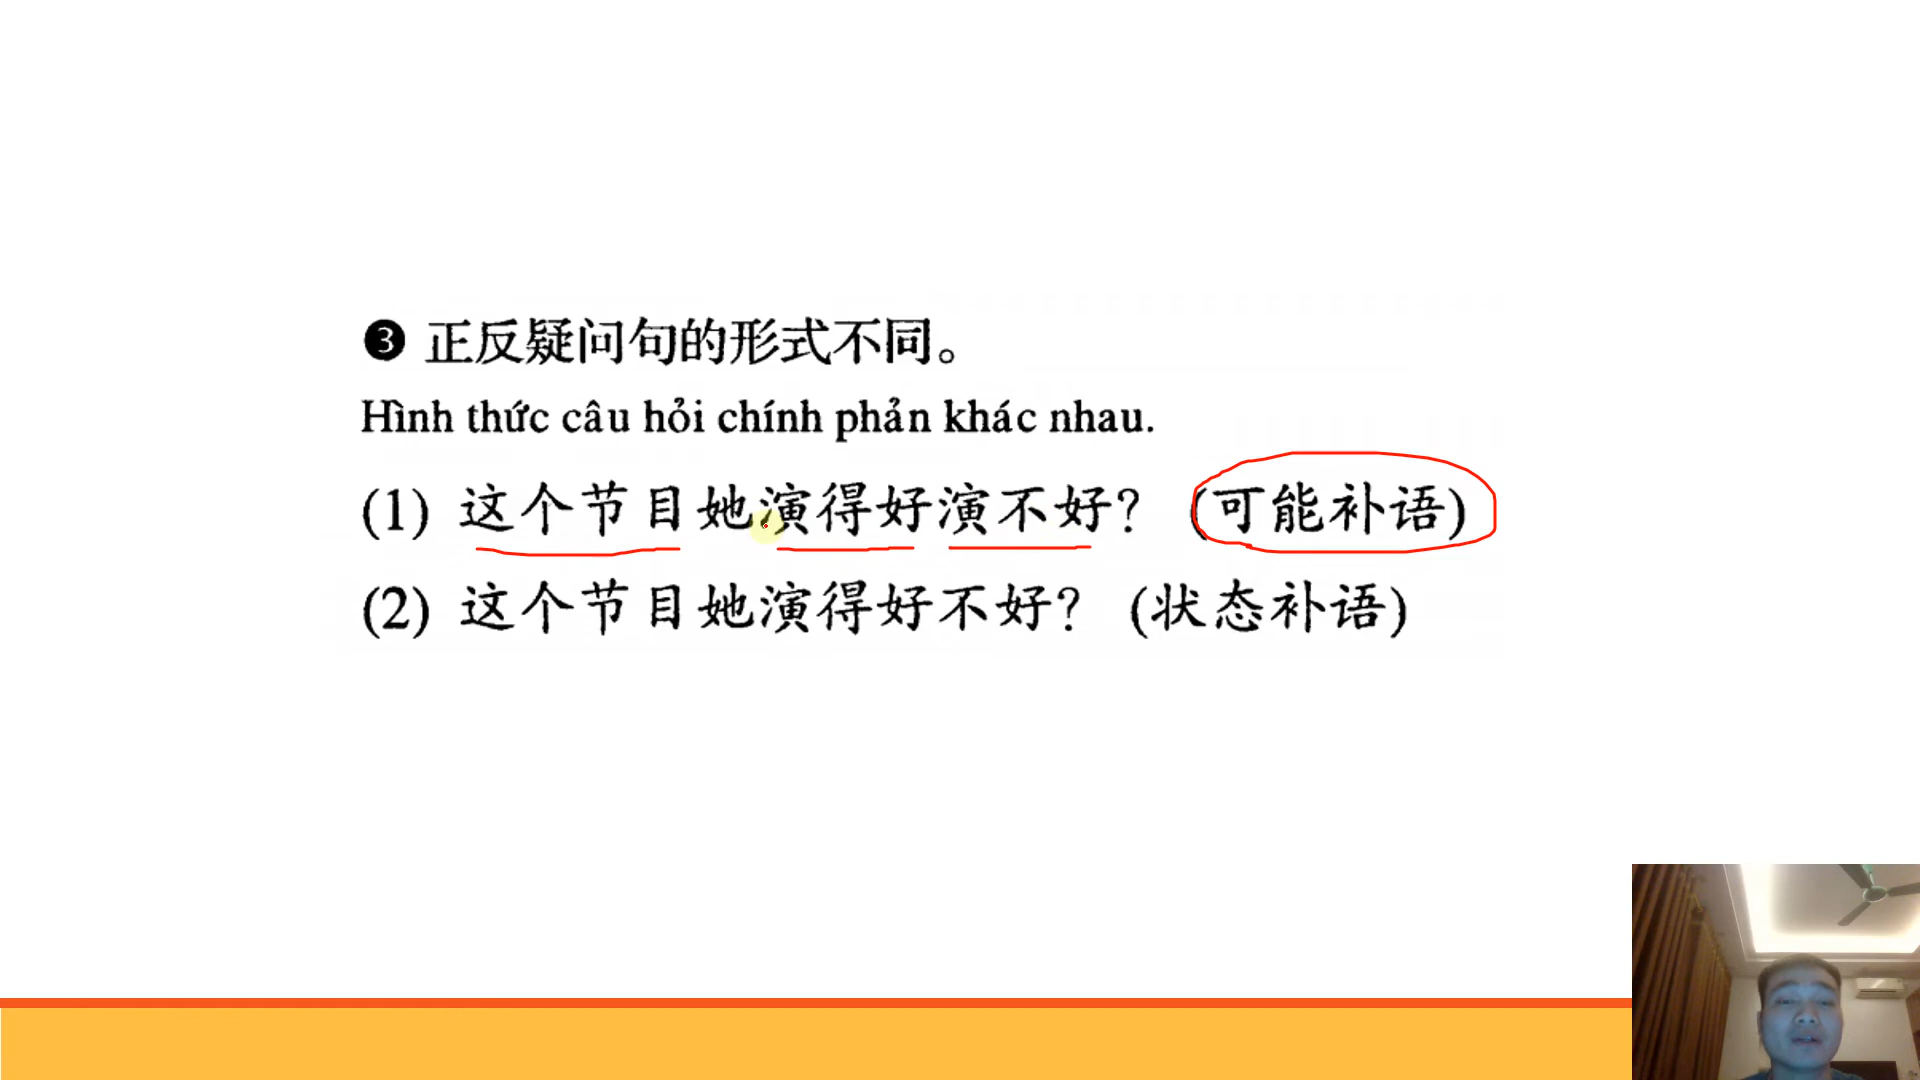 ❸ 正反疑问句的形式不同。
Hình thức câu hỏi chính phản khác nhau.
(1) 这个节目她演得好演不好？ (可能补语)
(2) 这个节目她演得好不好？ (状态补语)